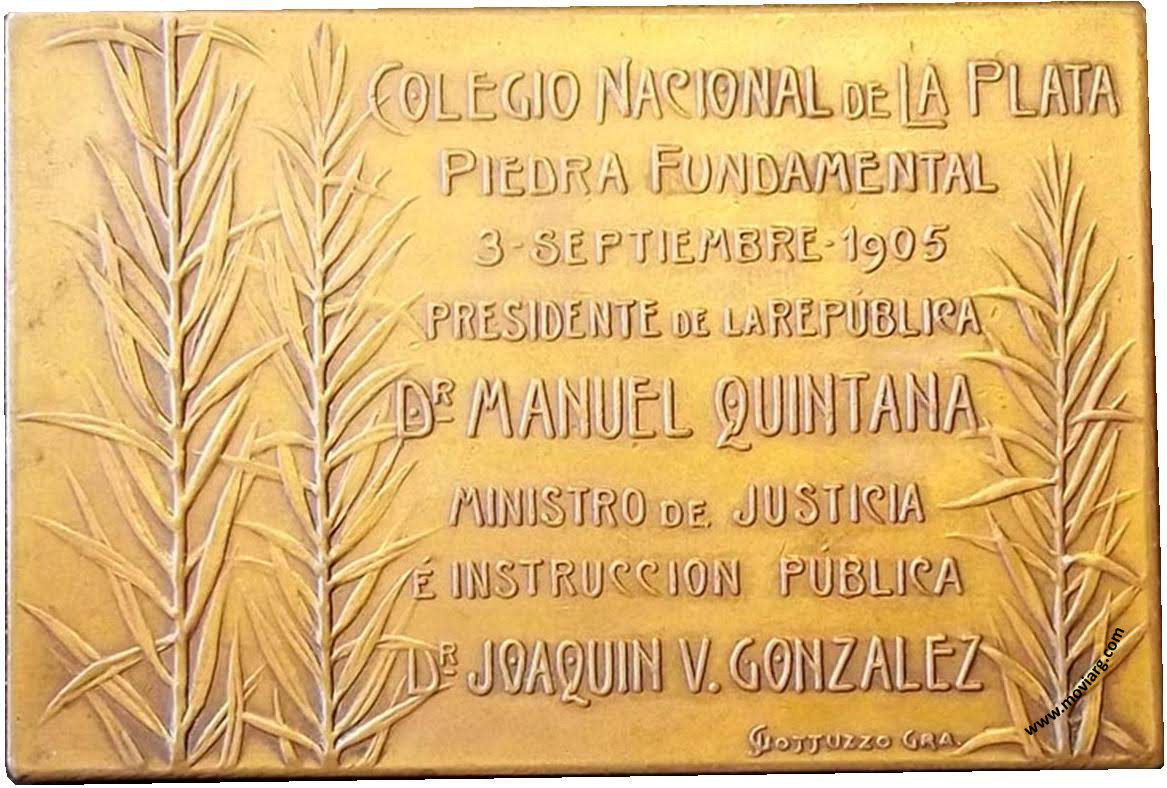 COLEGIO NACIONAL DE LA PLATA
PIEDRA FUNDAMENTAL
3-SEPTIEMBRE-1905
PRESIDENTE DE LA REPÚBLICA
DR MANUEL QUINTANA
MINISTRO DE JUSTICIA
É INSTRUCCION PÚBLICA
DR JOAQUIN V. GONZALEZ
GOTTUZZO GRA.
www.moviarg.com